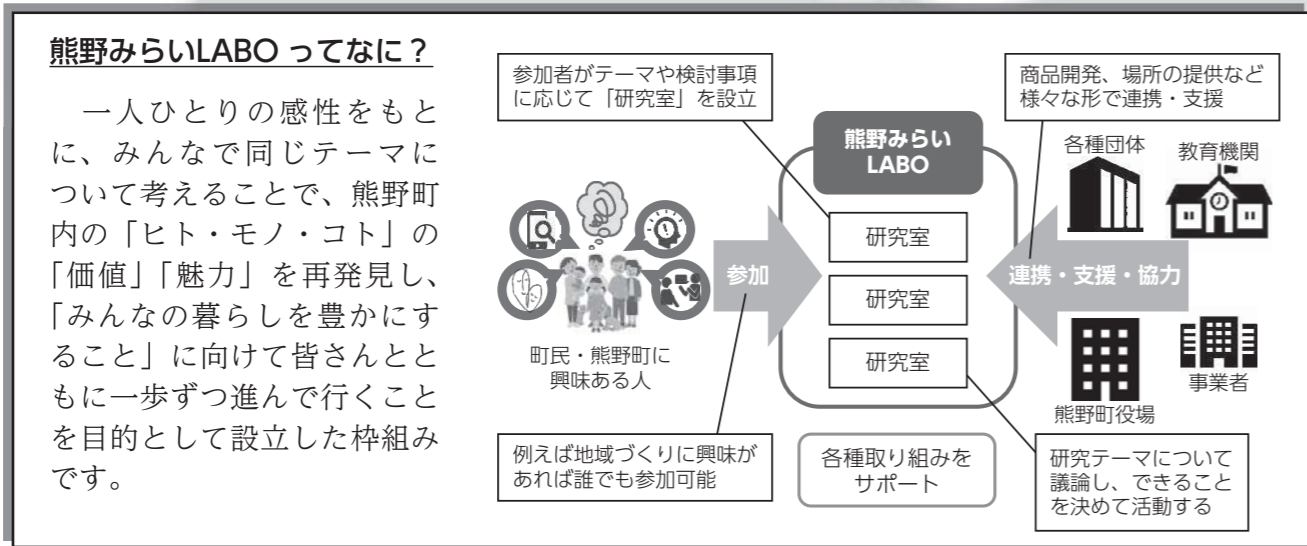 熊野みらいLABO ってなに？
一人ひとりの感性をもと
に、みんなで同じテーマに
ついて考えることで、熊野町
内の「ヒト・モノ・コト」の
「価値」「魅力」を再発見し、
「みんなの暮らしを豊かにす
ること」に向けて皆さんとと
もに一歩ずつ進んで行くこと
を目的として設立した枠組み
です。
参加者がテーマや検討事項
に応じて「研究室」を設立
商品開発、場所の提供など
様々な形で連携・支援
熊野みらい
LABO
各種団体
教育機関
研究室
研究室
研究室
参加
連携・支援・協力
町民・熊野町に
興味ある人
熊野町役場
事業者
例えば地域づくりに興味が
あれば誰でも参加可能
各種取り組みを
サポート
研究テーマについて
議論し、できること
を決めて活動する